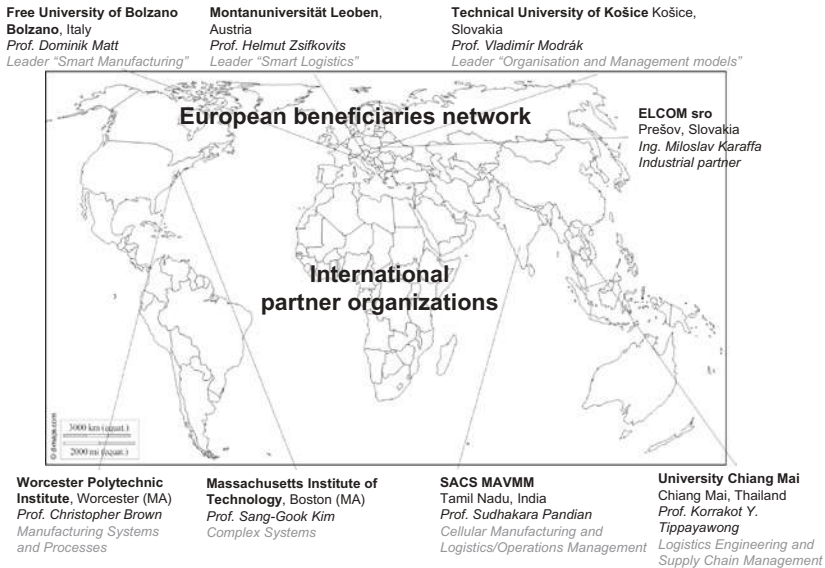 Free University of Bolzano
Bolzano, Italy
Prof. Dominik Matt
Leader “Smart Manufacturing”
Montanuniversität Leoben,
Austria
Prof. Helmut Zsifkovits
Leader “Smart Logistics”
Technical University of Košice Košice,
Slovakia
Prof. Vladimír Modrák
Leader “Organisation and Management models”
European beneficiaries network
ELCOM sro
Prešov, Slovakia
Ing. Miloslav Karaffa
Industrial partner
International
partner organizations
3000 km (aquat.)
2000 mi (aquat.)
Worcester Polytechnic
Institute, Worcester (MA)
Prof. Christopher Brown
Manufacturing Systems
and Processes
Massachusetts Institute of
Technology, Boston (MA)
Prof. Sang-Gook Kim
Complex Systems
SACS MAVMM
Tamil Nadu, India
Prof. Sudhakara Pandian
Cellular Manufacturing and
Logistics/Operations Management
University Chiang Mai
Chiang Mai, Thailand
Prof. Korrakot Y.
Tippayawong
Logistics Engineering and
Supply Chain Management